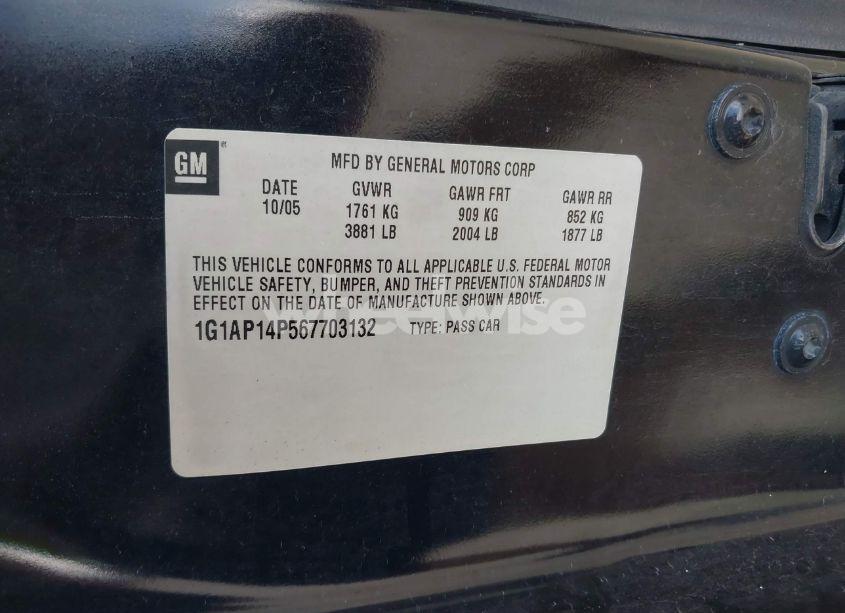 GM
MFD BY GENERAL MOTORS CORP
DATE GVWR GAWR FRT GAWR RR
10/05 1761 KG 909 KG 852 KG
3881 LB 2004 LB 1877 LB
THIS VEHICLE CONFORMS TO ALL APPLICABLE U.S. FEDERAL MOTOR
VEHICLE SAFETY, BUMPER, AND THEFT PREVENTION STANDARDS IN
EFFECT ON THE DATE OF MANUFACTURE SHOWN ABOVE.
wheelwise
1G1AP14P567703132 TYPE: PASS CAR